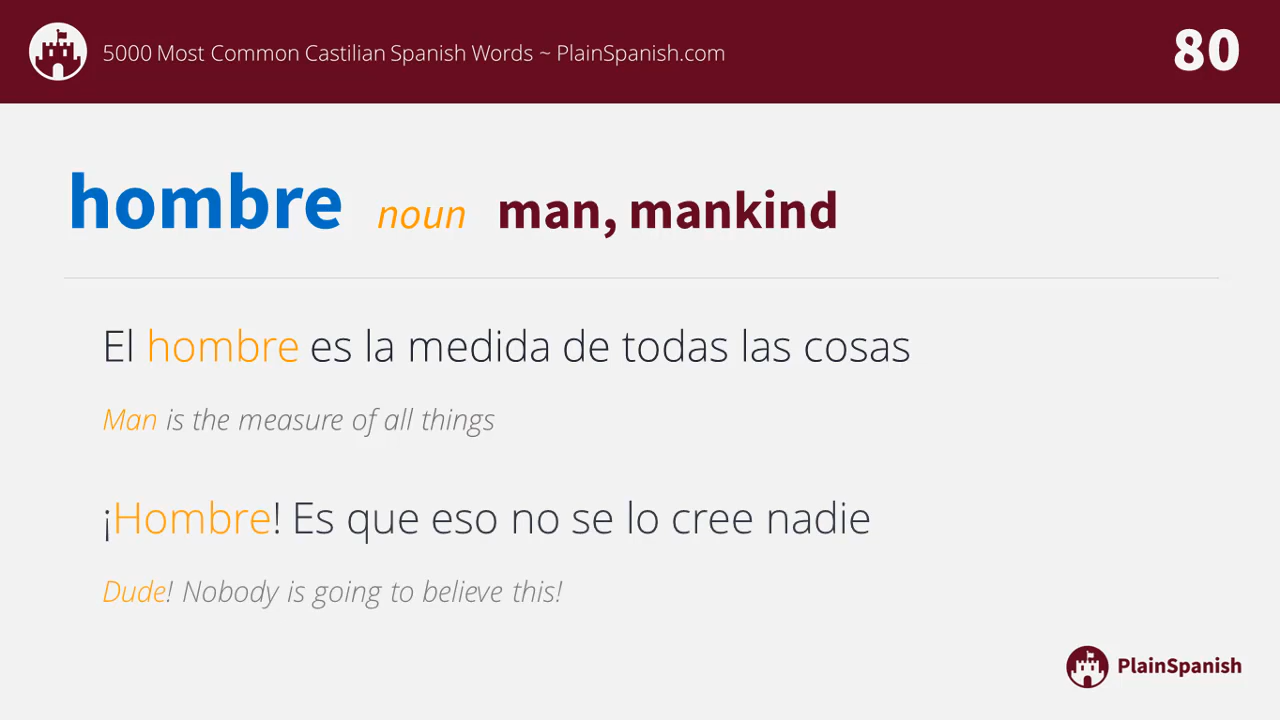 5000 Most Common Castilian Spanish Words ~ PlainSpanish.com
80
hombre noun man, mankind
El hombre es la medida de todas las cosas
Man is the measure of all things
¡Hombre! Es que eso no se lo cree nadie
Dude! Nobody is going to believe this!
PlainSpanish